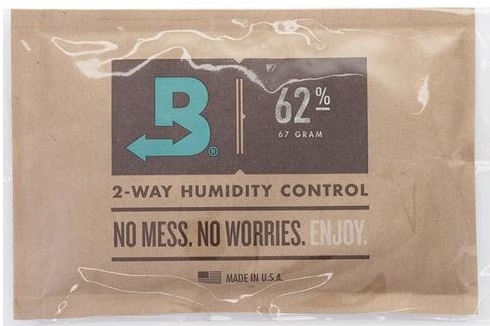 B®
62%
67 GRAM
2-WAY HUMIDITY CONTROL
NO MESS. NO WORRIES. ENJOY.
MADE IN U.S.A.